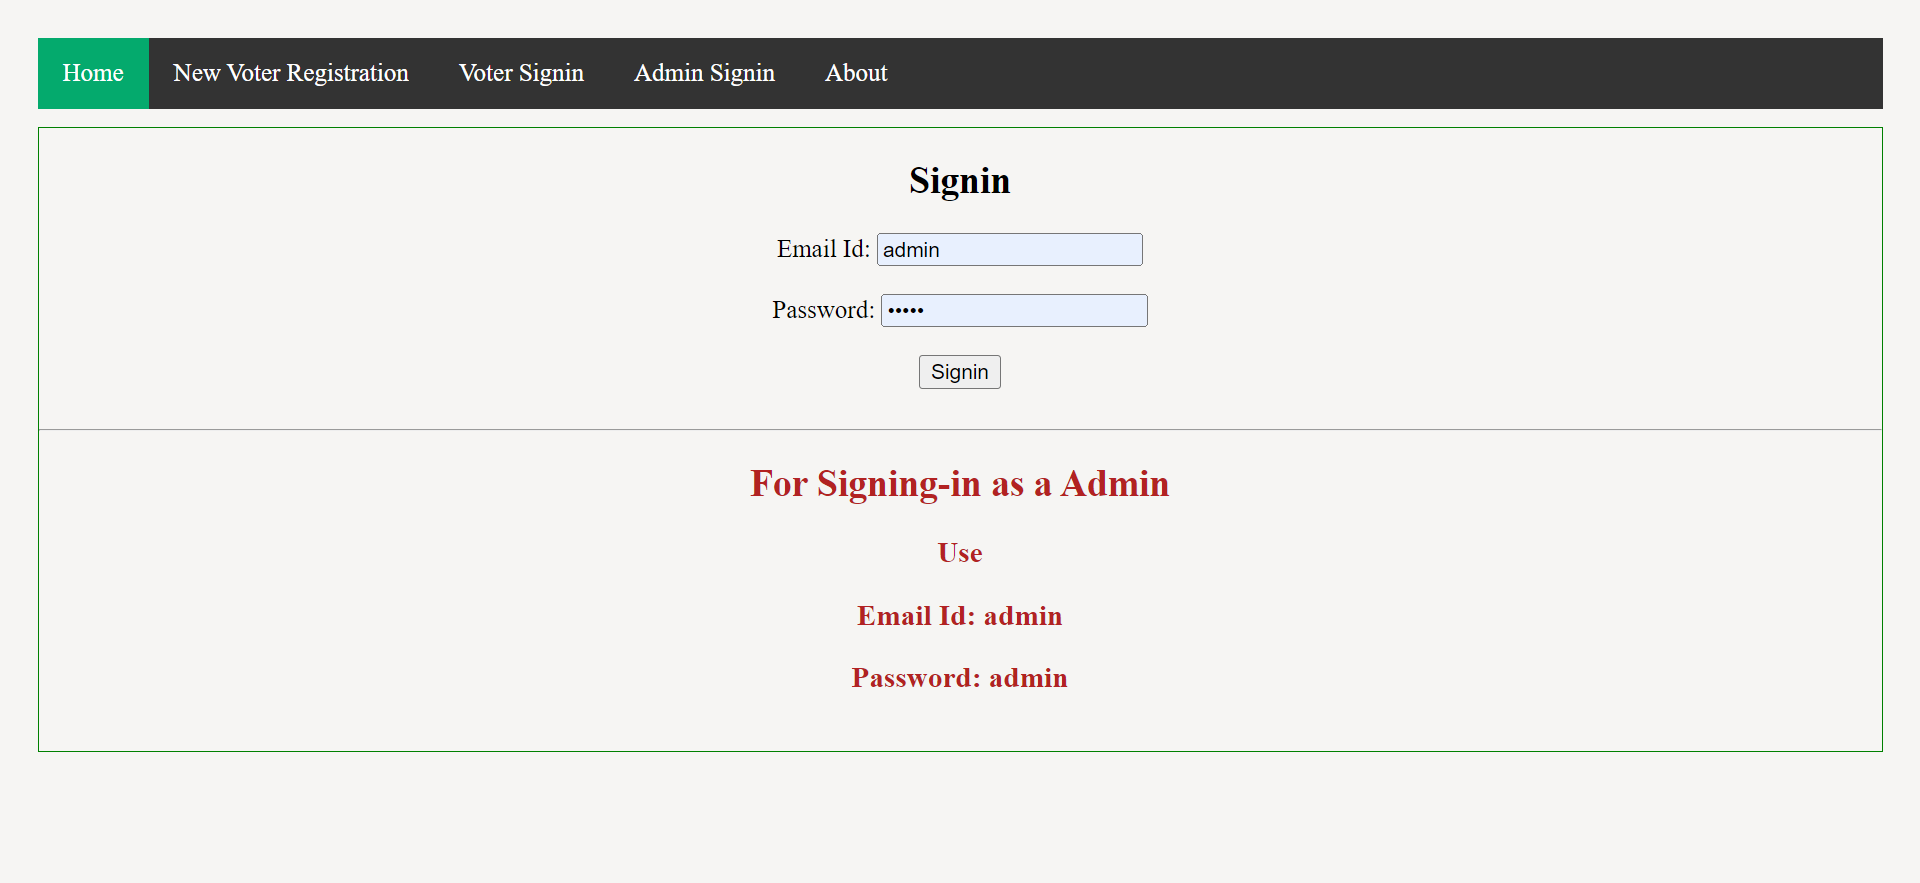 Home New Voter Registration Voter Signin Admin Signin About
Signin
Email Id: admin
Password: •••••
Signin
For Signing-in as a Admin
Use
Email Id: admin
Password: admin